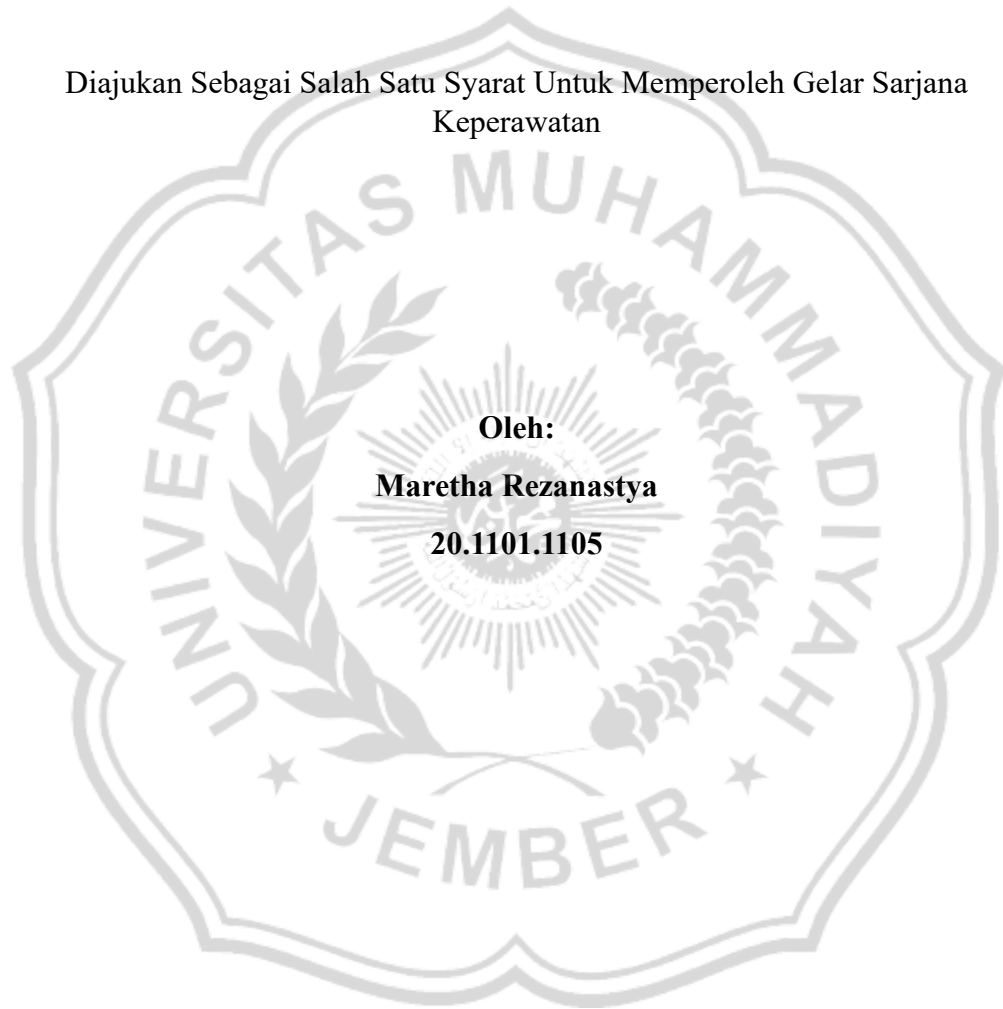 Diajukan Sebagai Salah Satu Syarat Untuk Memperoleh Gelar Sarjana
Keperawatan
UNIVERSITAS MUHAMMADIYAH
Oleh:
Maretha Rezanastya
20.1101.1105
JEMBER